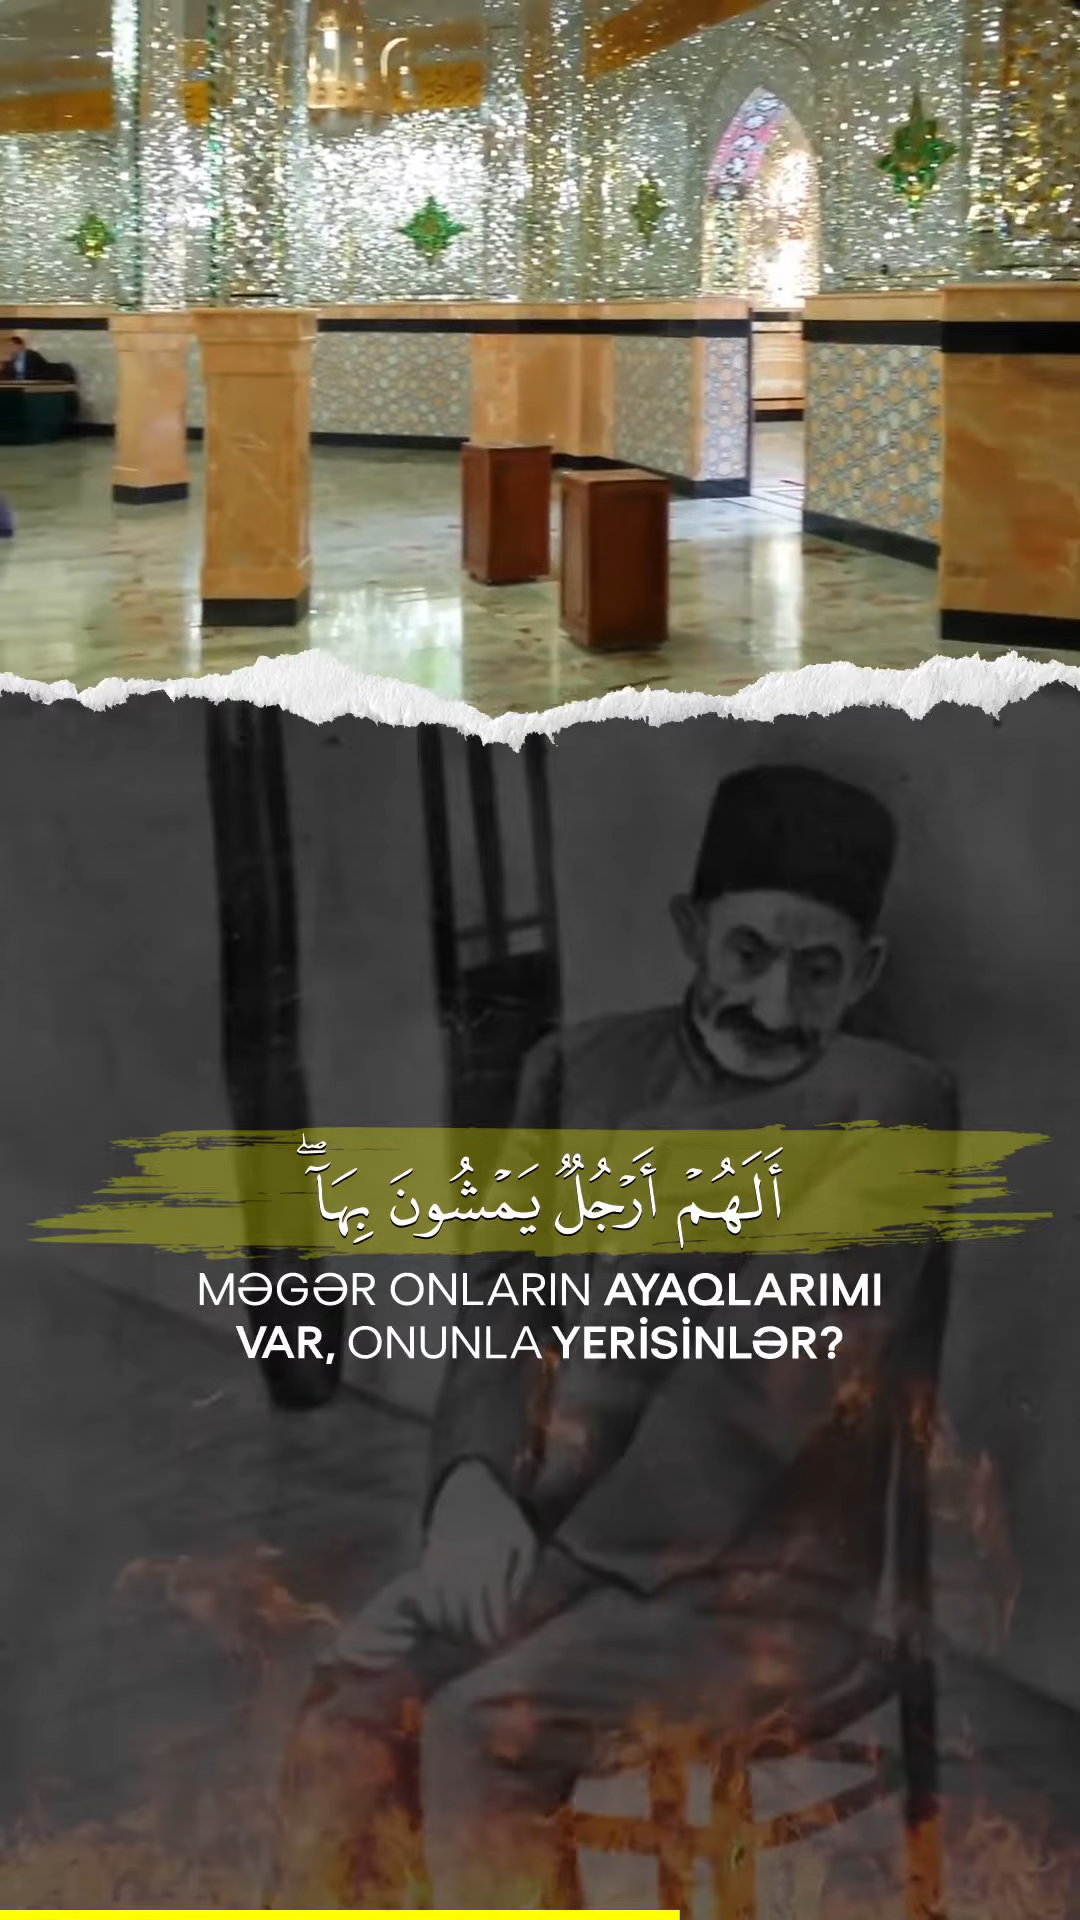 أَلَهُمْ أَرْجُلٌ يَمْشُونَ بِهَآ ۖ
MƏGƏR ONLARIN AYAQLARIMI
VAR, ONUNLA YERİSİNLƏR?